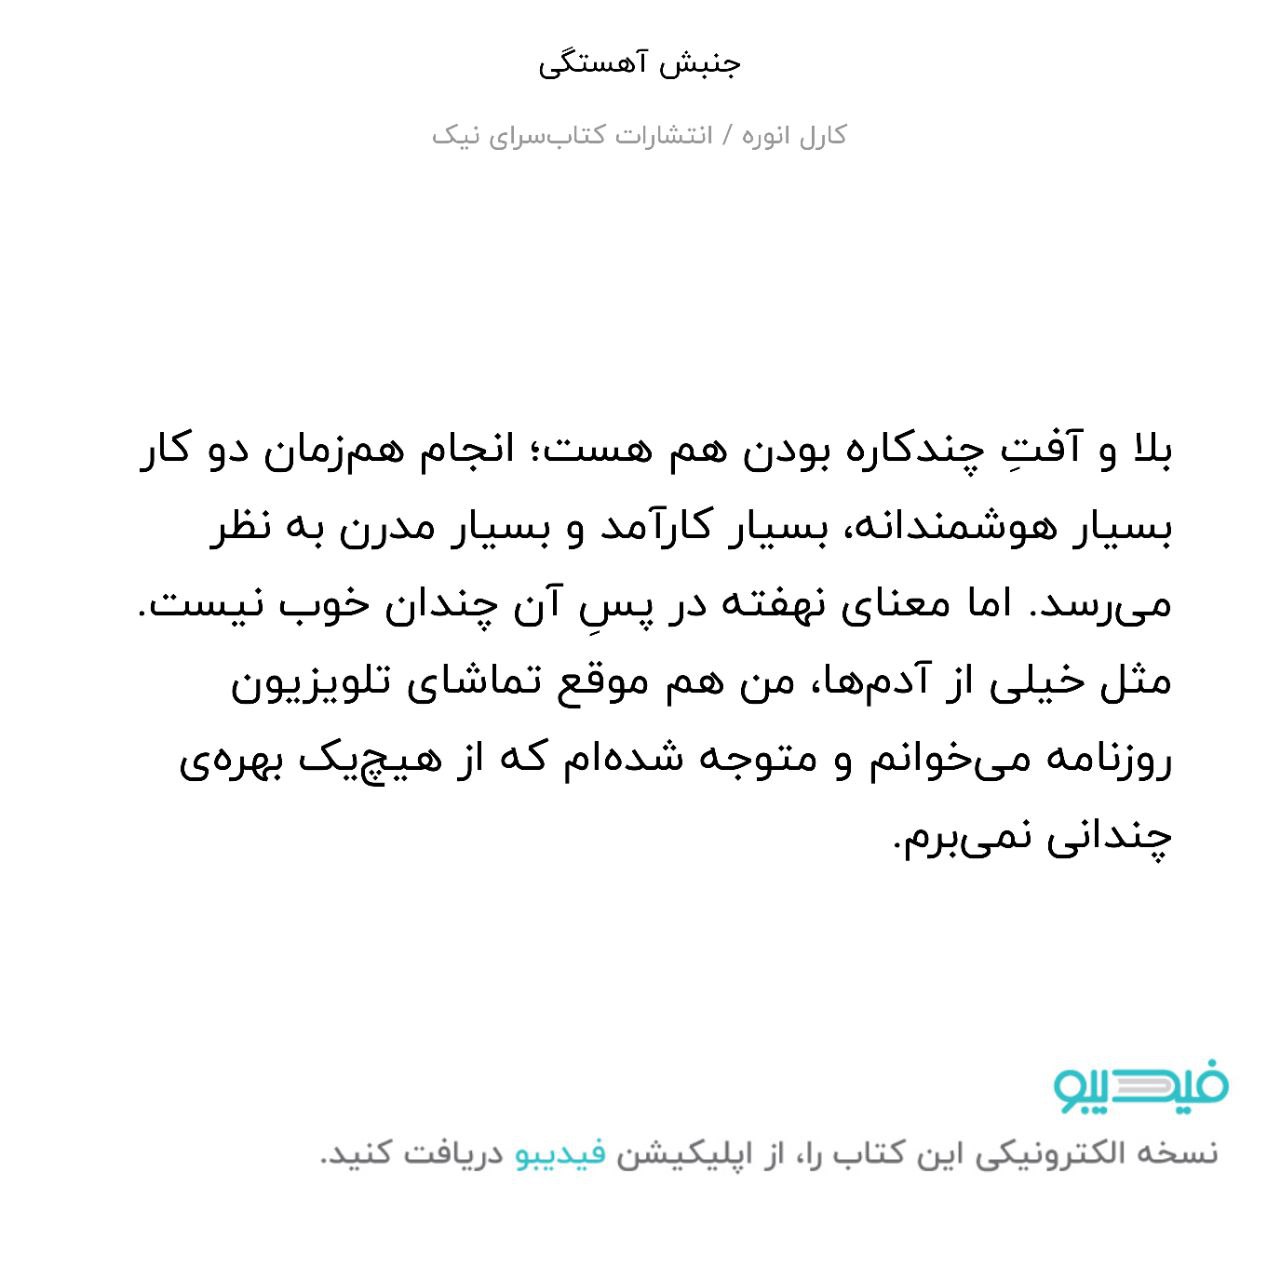 جنبش آهستگی
کارل انوره / انتشارات کتاب‌سرای نیک
بلا و آفتِ چندکاره بودن هم هست؛ انجام هم‌زمان دو کار
بسیار هوشمندانه، بسیار کارآمد و بسیار مدرن به نظر
می‌رسد. اما معنای نهفته در پسِ آن چندان خوب نیست.
مثل خیلی از آدم‌ها، من هم موقع تماشای تلویزیون
روزنامه می‌خوانم و متوجه شده‌ام که از هیچ‌یک بهره‌ی
چندانی نمی‌برم.
فیدیبو
نسخه الکترونیکی این کتاب را، از اپلیکیشن فیدیبو دریافت کنید.